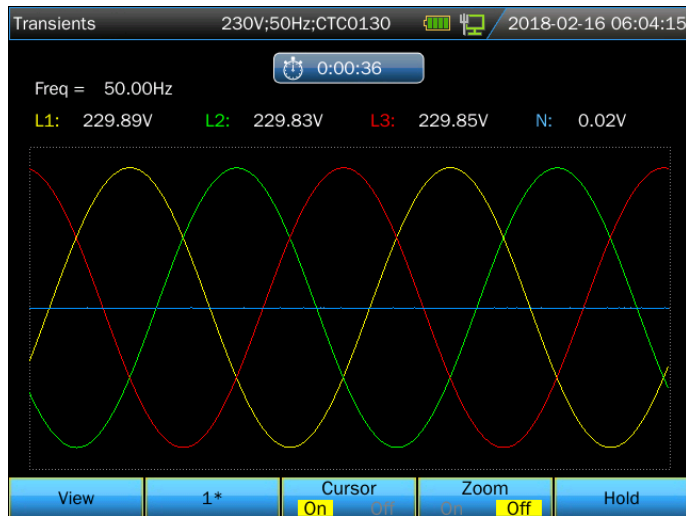 Transients 230V;50Hz;CTC0130 2018-02-16 06:04:15
0:00:36
Freq = 50.00Hz
L1: 229.89V L2: 229.83V L3: 229.85V N: 0.02V
View 1* Cursor Zoom Hold
On Off On Off